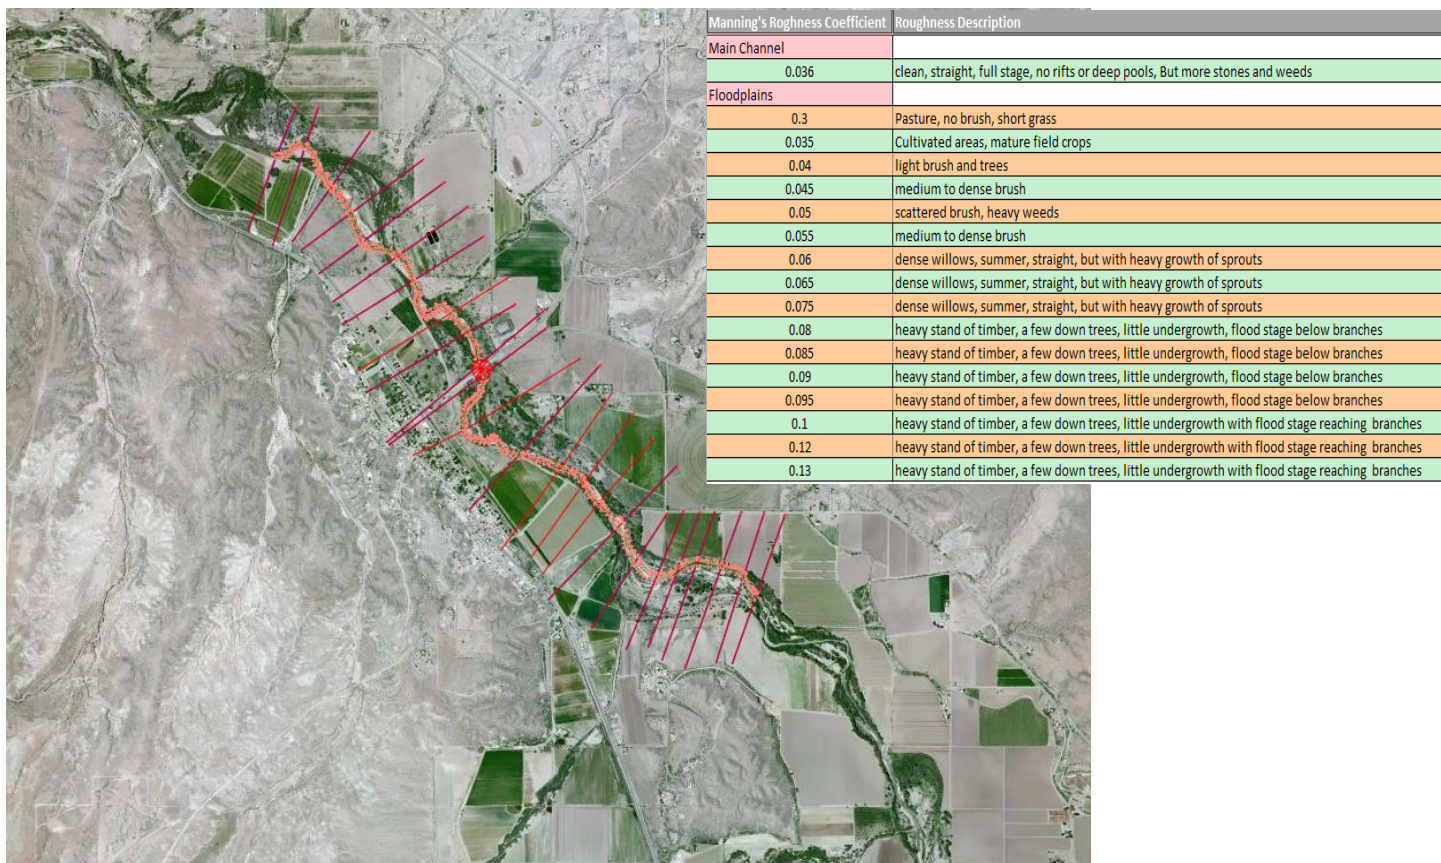 Manning's Roghness Coefficient Roughness Description
Main Channel
0.036 clean, straight, full stage, no rifts or deep pools, But more stones and weeds
Floodplains
0.3 Pasture, no brush, short grass
0.035 Cultivated areas, mature field crops
0.04 light brush and trees
0.045 medium to dense brush
0.05 scattered brush, heavy weeds
0.055 medium to dense brush
0.06 dense willows, summer, straight, but with heavy growth of sprouts
0.065 dense willows, summer, straight, but with heavy growth of sprouts
0.075 dense willows, summer, straight, but with heavy growth of sprouts
0.08 heavy stand of timber, a few down trees, little undergrowth, flood stage below branches
0.085 heavy stand of timber, a few down trees, little undergrowth, flood stage below branches
0.09 heavy stand of timber, a few down trees, little undergrowth, flood stage below branches
0.095 heavy stand of timber, a few down trees, little undergrowth, flood stage below branches
0.1 heavy stand of timber, a few down trees, little undergrowth with flood stage reaching branches
0.12 heavy stand of timber, a few down trees, little undergrowth with flood stage reaching branches
0.13 heavy stand of timber, a few down trees, little undergrowth with flood stage reaching branches